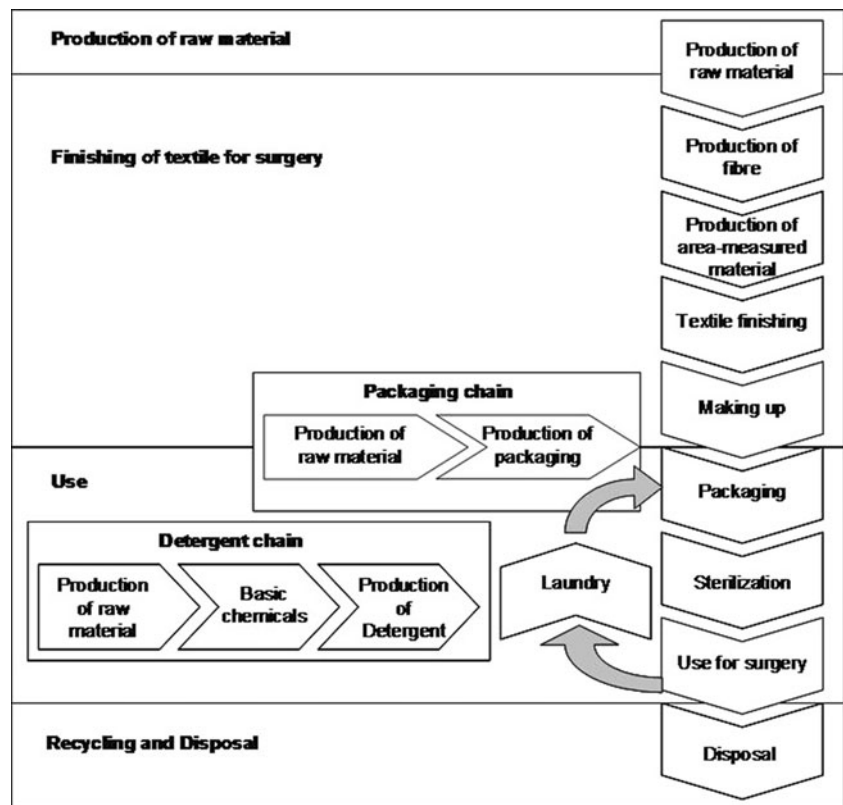 Production of raw material
Production of
raw material
Finishing of textile for surgery
Production of
fibre
Production of
area-measured
material
Textile finishing
Packaging chain
Production of
raw material
Production of
packaging
Making up
Use
Packaging
Detergent chain
Production
of raw
material
Basic
chemicals
Production
of
Detergent
Laundry
Sterilization
Use for surgery
Recycling and Disposal
Disposal